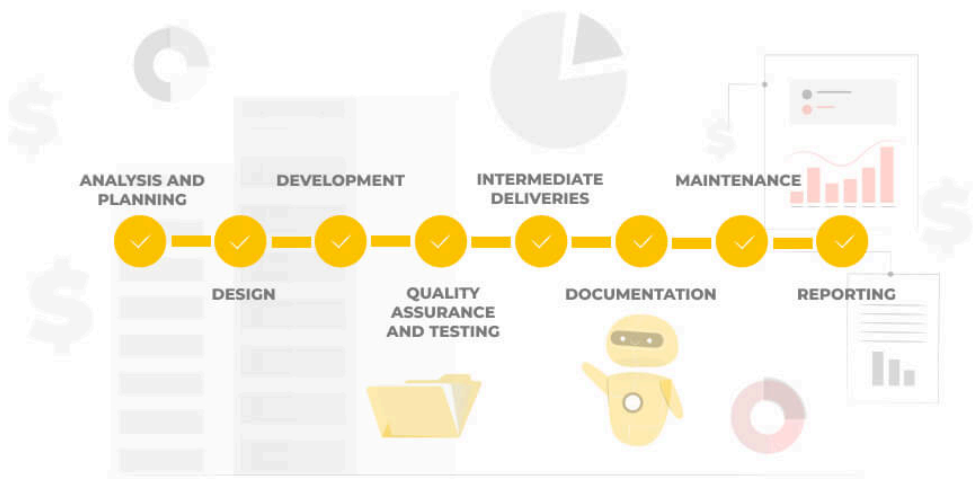 ANALYSIS AND
PLANNING
DESIGN
DEVELOPMENT
QUALITY
ASSURANCE
AND TESTING
INTERMEDIATE
DELIVERIES
DOCUMENTATION
MAINTENANCE
REPORTING